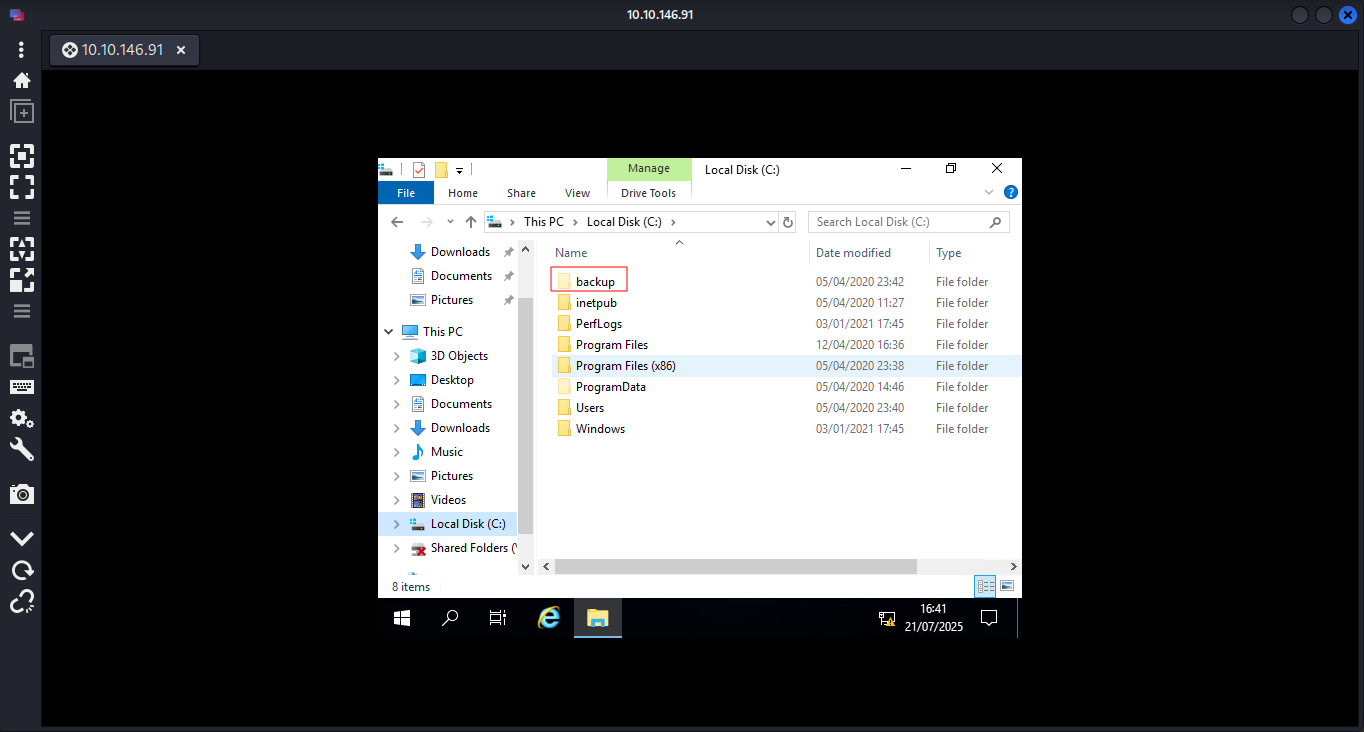 10.10.146.91
10.10.146.91
Manage Local Disk (C:)
File Home Share View Drive Tools
This PC Local Disk (C:) Search Local Disk (C:)
Name Date modified Type
Downloads
Documents
Pictures
This PC
3D Objects
Desktop
Documents
Downloads
Music
Pictures
Videos
Local Disk (C:)
Shared Folders (
backup 05/04/2020 23:42 File folder
inetpub 05/04/2020 11:27 File folder
PerfLogs 03/01/2021 17:45 File folder
Program Files 12/04/2020 16:36 File folder
Program Files (x86) 05/04/2020 23:38 File folder
ProgramData 05/04/2020 14:46 File folder
Users 05/04/2020 23:40 File folder
Windows 03/01/2021 17:45 File folder
8 items
16:41
21/07/2025